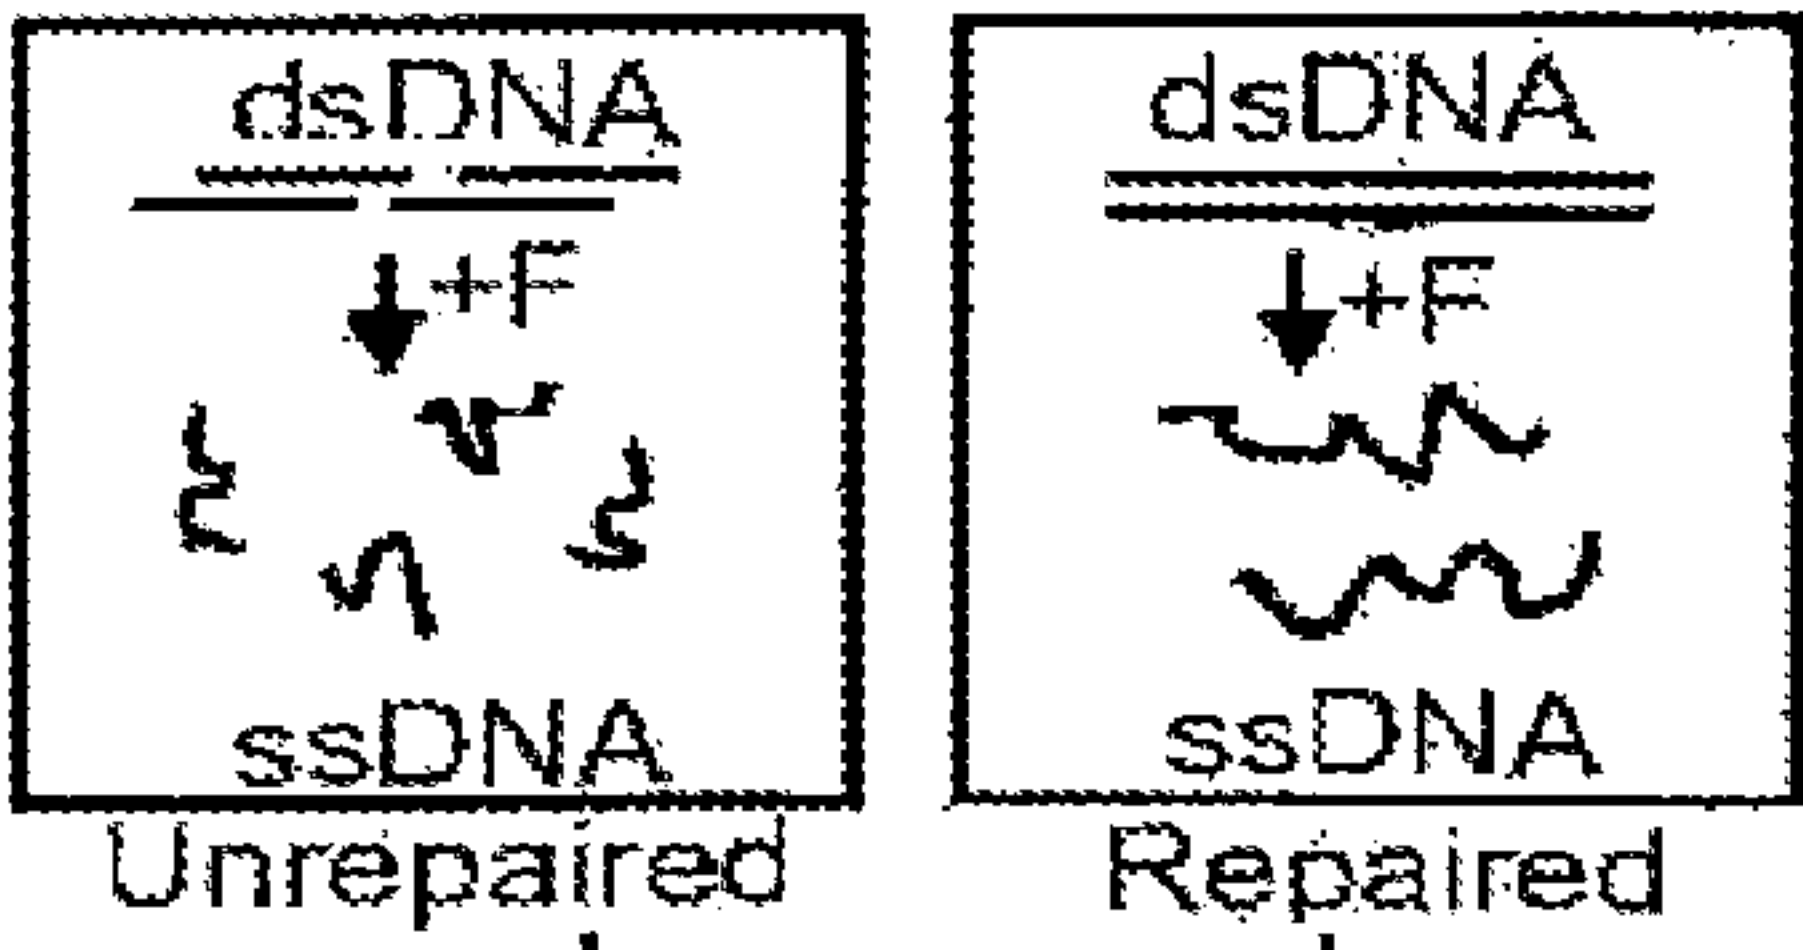 dsDNA
+F
ssDNA
Unrepaired
dsDNA
+F
ssDNA
Repaired